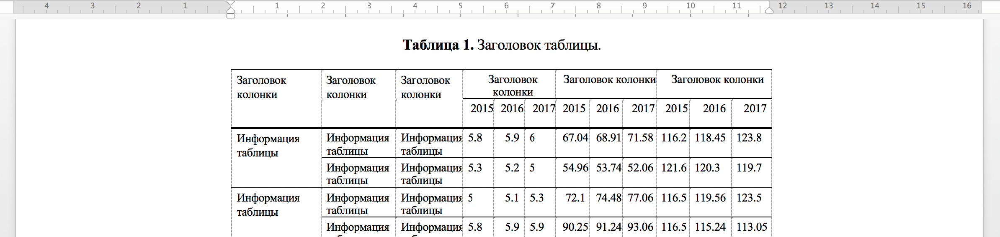 4 3 2 1 1 2 3 4 5 6 7 8 9 10 11 12 13 14 15 16
Таблица 1. Заголовок таблицы.
Заголовок Заголовок Заголовок Заголовок Заголовок колонки Заголовок колонки
колонки колонки колонки колонки
2015 2016 2017 2015 2016 2017 2015 2016 2017
Информация Информация Информация 5.8 5.9 6 67.04 68.91 71.58 116.2 118.45 123.8
таблицы таблицы таблицы
Информация Информация 5.3 5.2 5 54.96 53.74 52.06 121.6 120.3 119.7
таблицы таблицы
Информация Информация Информация 5 5.1 5.3 72.1 74.48 77.06 116.5 119.56 123.5
таблицы таблицы таблицы
Информация Информация 5.8 5.9 5.9 90.25 91.24 93.06 116.5 115.24 113.05